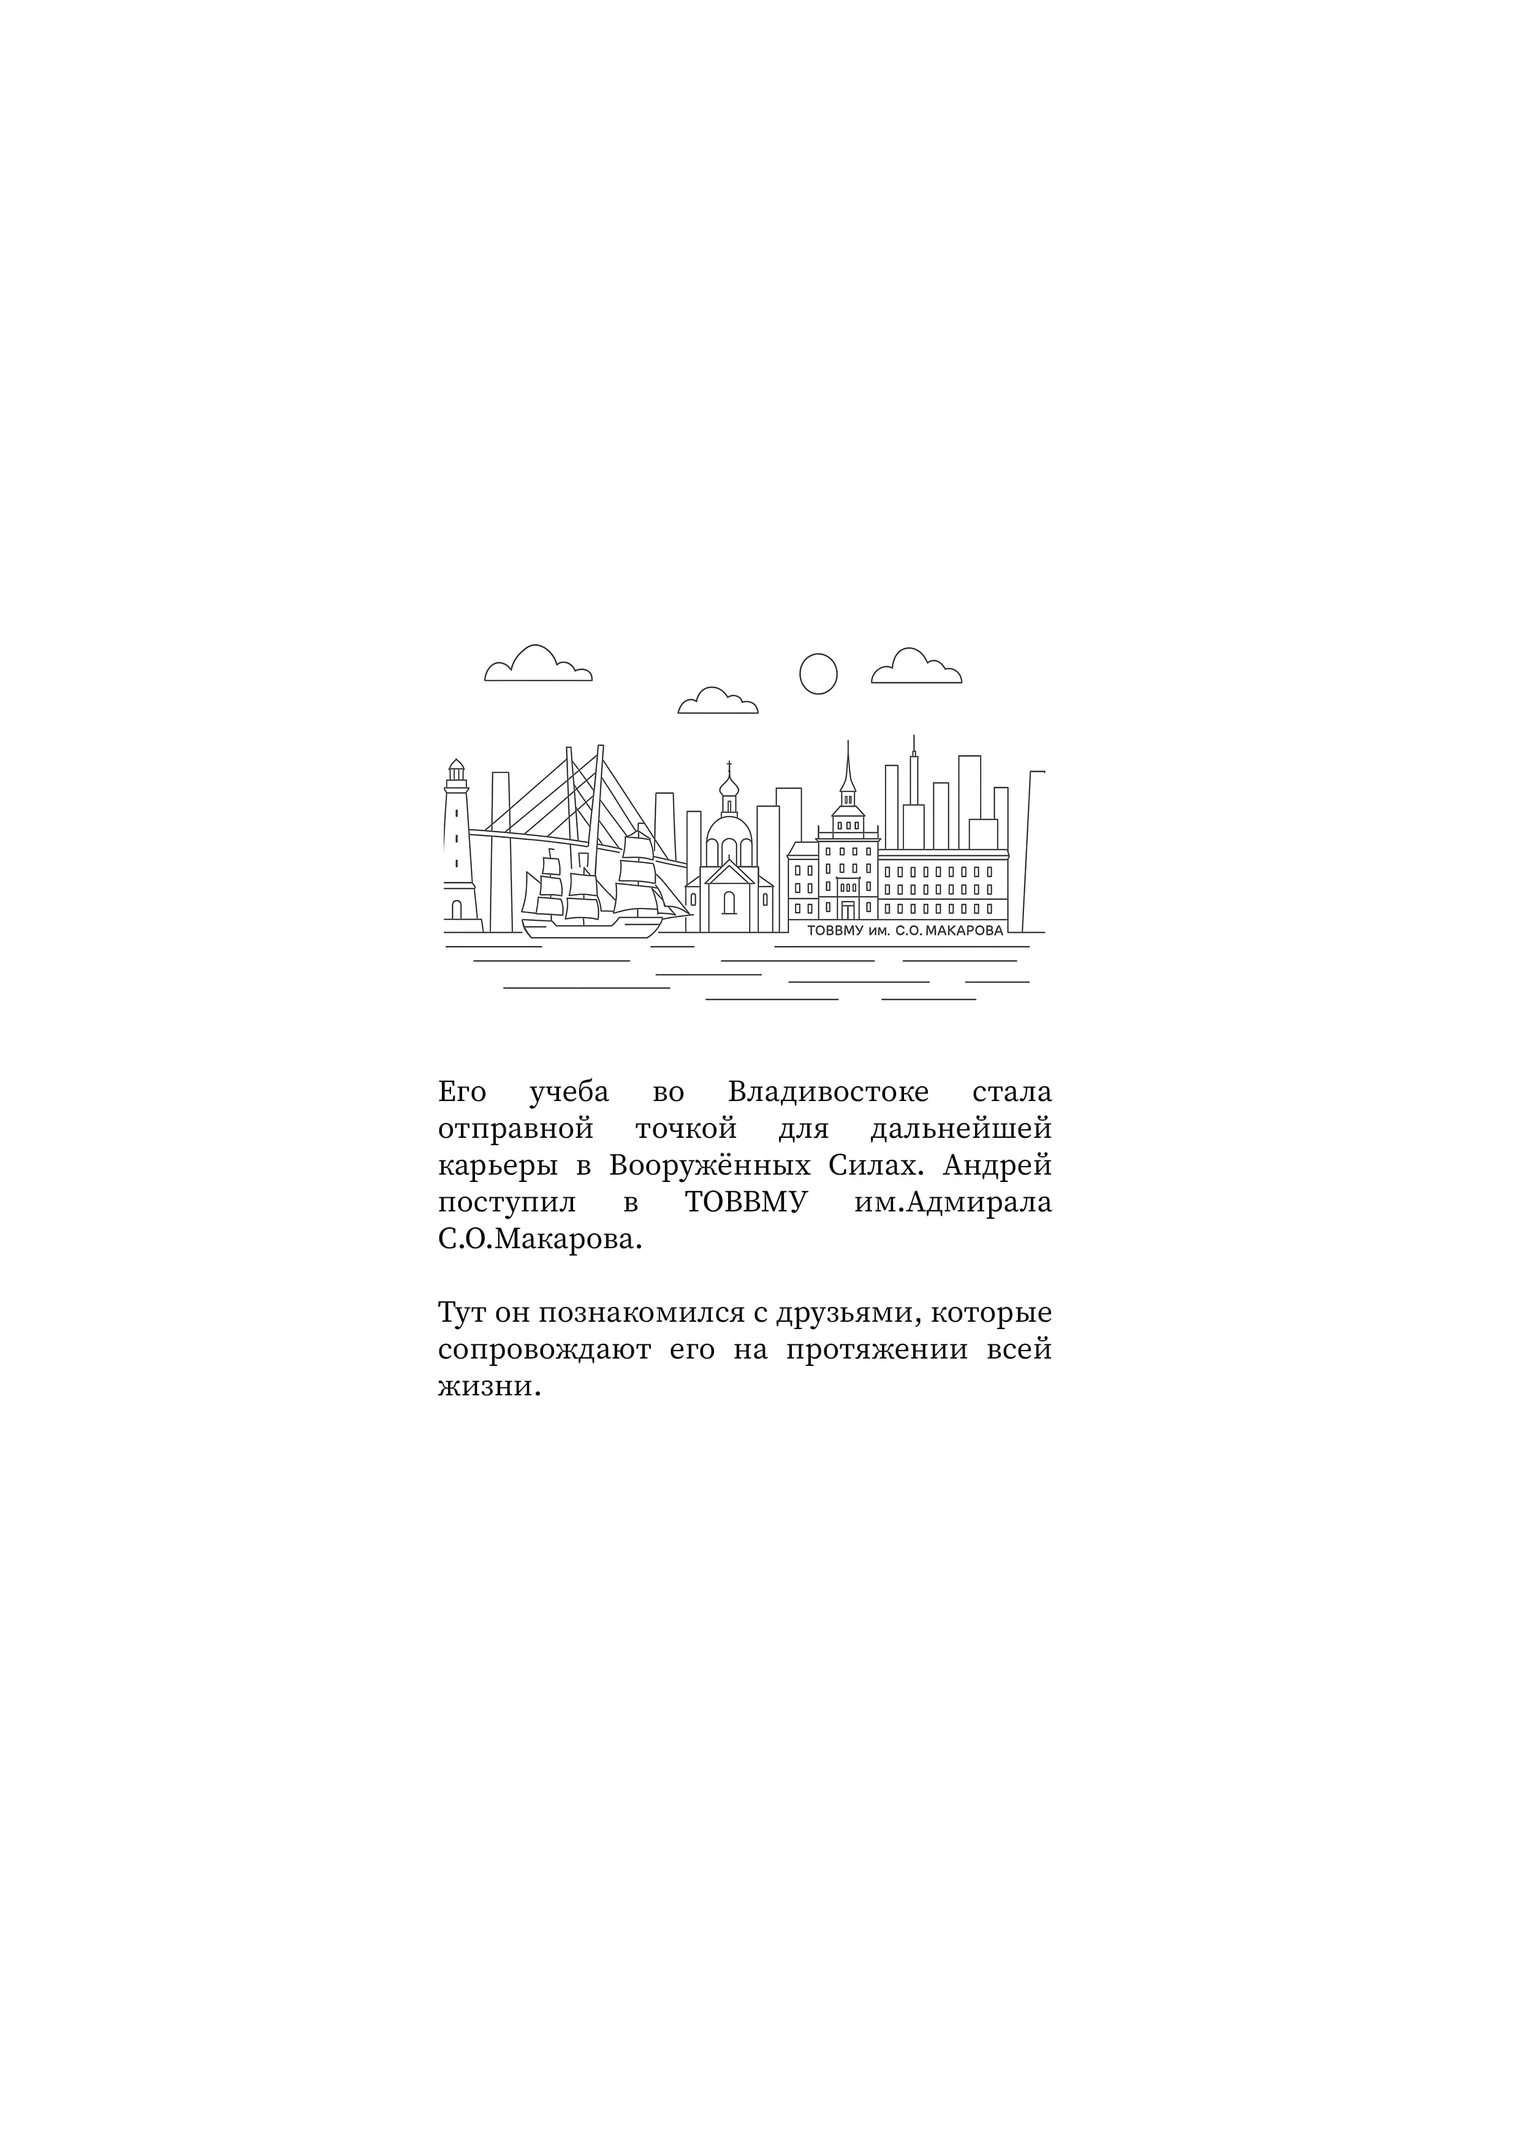 ТОВВМУ им. С.О. МАКАРОВА
Его учеба во Владивостоке стала
отправной точкой для дальнейшей
карьеры в Вооружённых Силах. Андрей
поступил в ТОВВМУ им.Адмирала
С.О.Макарова.
Тут он познакомился с друзьями, которые
сопровождают его на протяжении всей
жизни.